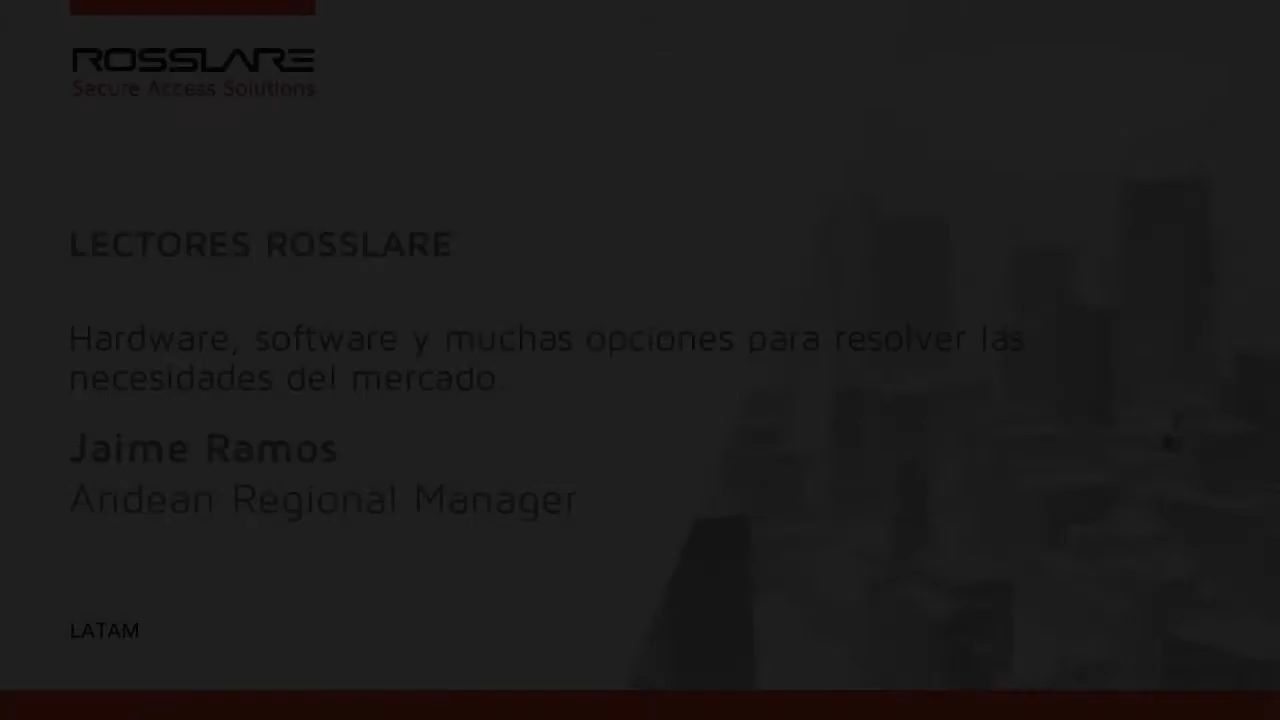 ROSSLARE
Secure Access Solutions
LECTORES ROSSLARE
Hardware, software y muchas opciones para resolver las
necesidades del mercado.
Jaime Ramos
Andean Regional Manager
LATAM